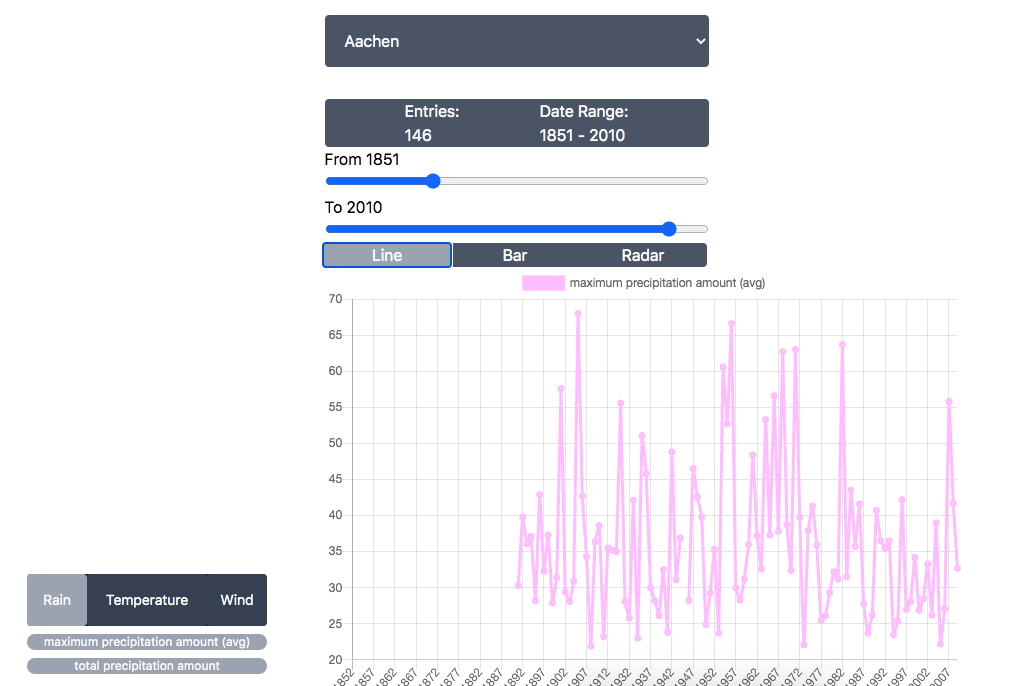 Aachen
Entries:
146
Date Range:
1851 - 2010
From 1851
To 2010
Line
Bar
Radar
maximum precipitation amount (avg)
70
65
60
55
50
45
40
35
30
25
20
1852
1857
1862
1867
1872
1877
1882
1887
1892
1897
1902
1907
1912
1932
1932
1937
1942
1947
1952
1957
1962
1967
1972
1977
1982
1987
1992
1997
2002
2007
Rain
Temperature
Wind
maximum precipitation amount (avg)
total precipitation amount